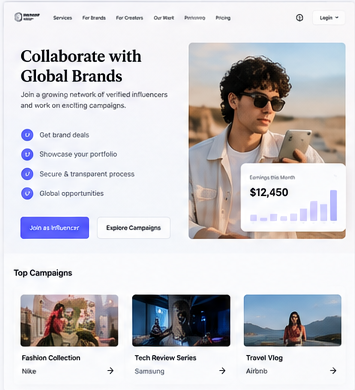 Services
For Brands
For Creators
Our Work
Pricing
Login
Collaborate with
Global Brands
Join a growing network of verified influencers
and work on exciting campaigns.
Get brand deals
Showcase your portfolio
Secure & transparent process
Global opportunities
Join as Influencer
Explore Campaigns
Earnings this Month
$12,450
Top Campaigns
Fashion Collection
Nike
Tech Review Series
Samsung
Travel Vlog
Airbnb